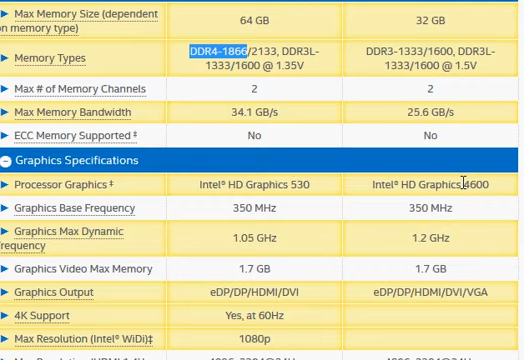 Max Memory Size (dependent on memory type) 64 GB 32 GB
Memory Types DDR4-1866/2133, DDR3L-1333/1600 @ 1.35V DDR3-1333/1600, DDR3L-1333/1600 @ 1.5V
Max # of Memory Channels 2 2
Max Memory Bandwidth 34.1 GB/s 25.6 GB/s
ECC Memory Supported ‡ No No
Graphics Specifications
Processor Graphics ‡ Intel® HD Graphics 530 Intel® HD Graphics 4600
Graphics Base Frequency 350 MHz 350 MHz
Graphics Max Dynamic Frequency 1.05 GHz 1.2 GHz
Graphics Video Max Memory 1.7 GB 1.7 GB
Graphics Output eDP/DP/HDMI/DVI eDP/DP/HDMI/DVI/VGA
4K Support Yes, at 60Hz
Max Resolution (Intel® WiDi)‡ 1080p